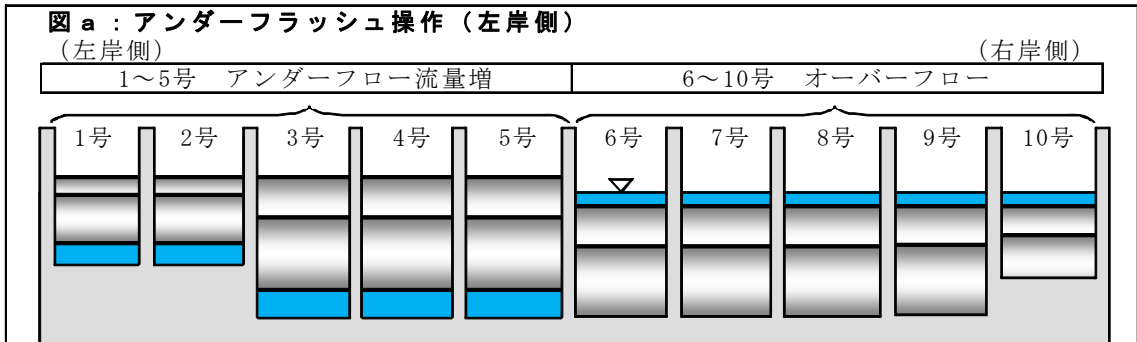 図a：アンダーフラッシュ操作（左岸側）
（左岸側） （右岸側）
1～5号 アンダーフロー流量増 6～10号 オーバーフロー
1号 2号 3号 4号 5号 6号 7号 8号 9号 10号